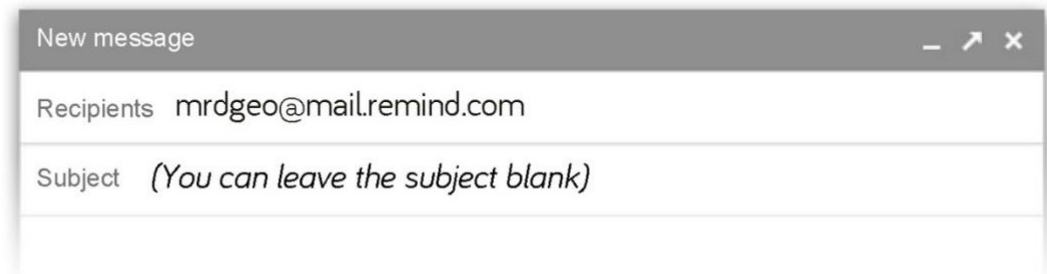 New message
Recipients mrdgeo@mail.remind.com
Subject (You can leave the subject blank)